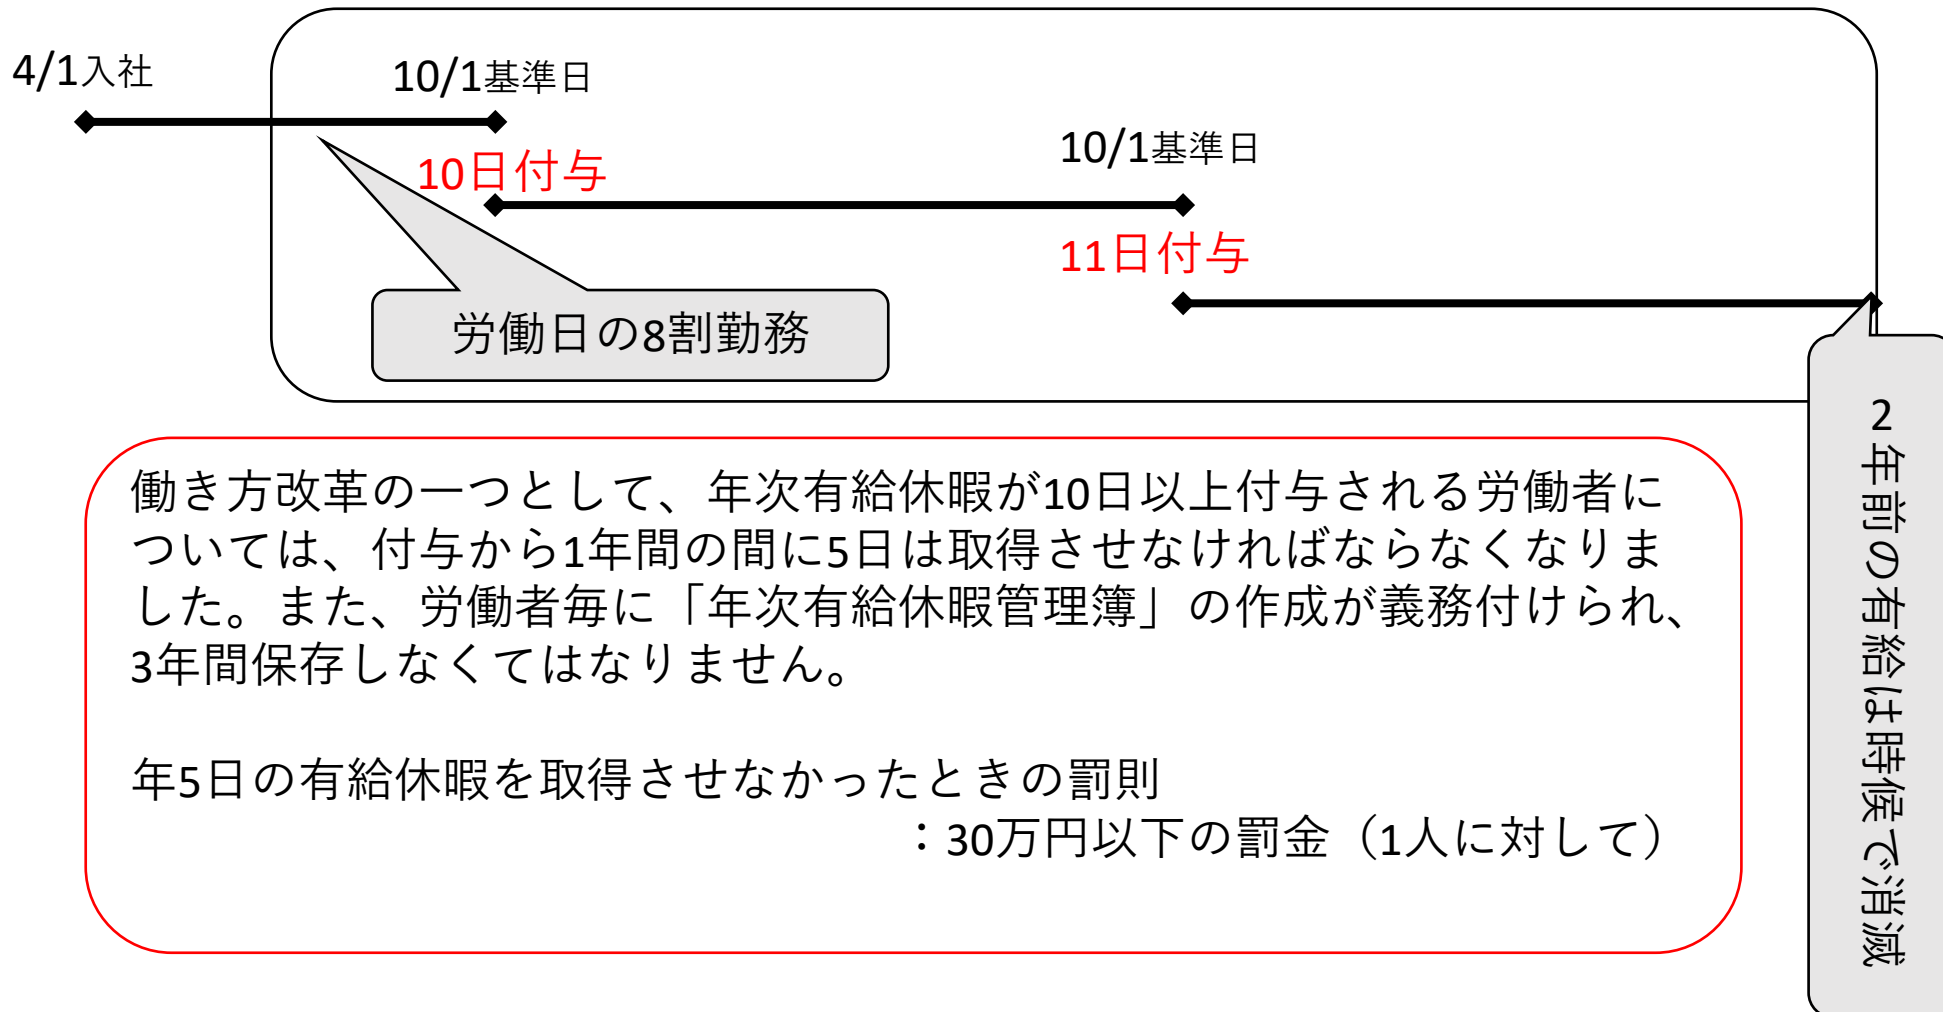 4/1入社
10/1基準日
10日付与
10/1基準日
11日付与
労働日の8割勤務
2年前の有給は時候で消滅
働き方改革の一つとして、年次有給休暇が10日以上付与される労働者に
ついては、付与から1年間の間に5日は取得させなければならなくなりま
した。また、労働者毎に「年次有給休暇管理簿」の作成が義務付けられ、
3年間保存しなくてはなりません。
年5日の有給休暇を取得させなかったときの罰則
：30万円以下の罰金（1人に対して）